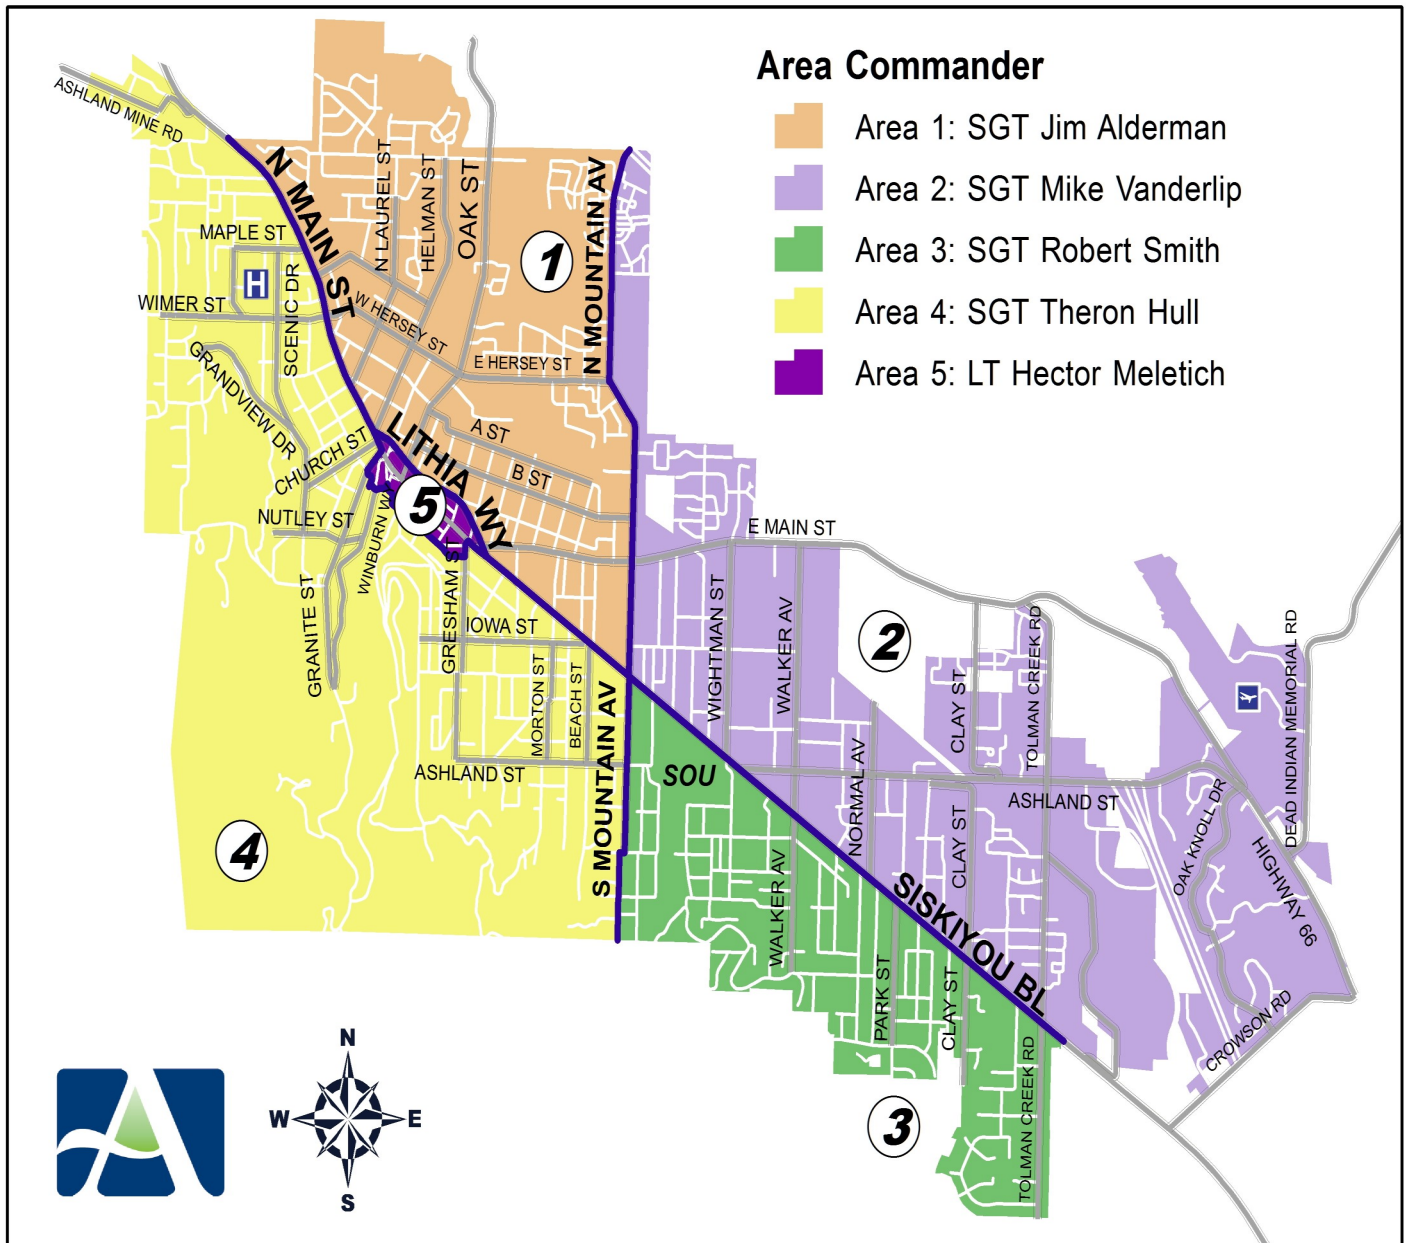 Area Commander
Area 1: SGT Jim Alderman
Area 2: SGT Mike Vanderlip
Area 3: SGT Robert Smith
Area 4: SGT Theron Hull
Area 5: LT Hector Meletich
ASHLAND MINE RD
N MAIN ST
N LAUREL ST
HELMAN ST
OAK ST
N MOUNTAIN AV
1
MAPLE ST
H
SCENIC DR
WIMER ST
W HERSEY ST
E HERSEY ST
GRANDVIEW DR
CHURCH ST
LITHIA WY
A ST
B ST
5
NUTLEY ST
WINBURN WY
GRANITE ST
GRESHAM ST
IOWA ST
MORTON ST
BEACH ST
S MOUNTAIN AV
ASHLAND ST
4
E MAIN ST
WIGHTMAN ST
WALKER AV
2
CLAY ST
TOLMAN CREEK RD
DEAD INDIAN MEMORIAL RD
SOU
NORMAL AV
ASHLAND ST
OAK KNOLL DR
HIGHWAY 66
WALKER AV
CLAY ST
SISKIYOU BL
PARK ST
CLAY ST
CROWSON RD
TOLMAN CREEK RD
3
N
W
E
S